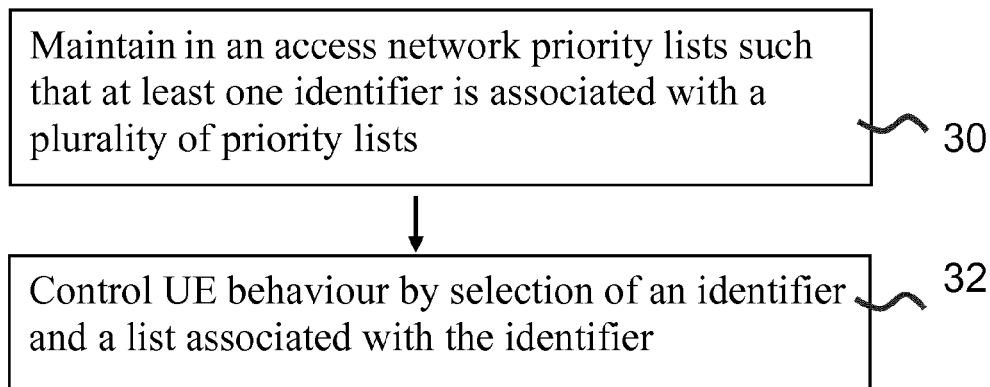 Maintain in an access network priority lists such
that at least one identifier is associated with a
plurality of priority lists
30
Control UE behaviour by selection of an identifier
and a list associated with the identifier
32